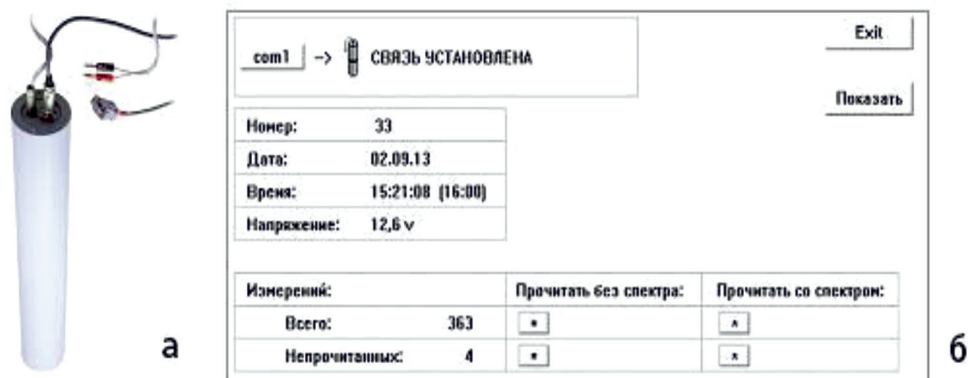 com1 -> СВЯЗЬ УСТАНОВЛЕНА
Exit
Показать
Номер: 33
Дата: 02.09.13
Время: 15:21:08 (16:00)
Напряжение: 12,6 v
Измерений: Прочитать без спектра: Прочитать со спектром:
Всего: 363
Непрочитанных: 4
а
б